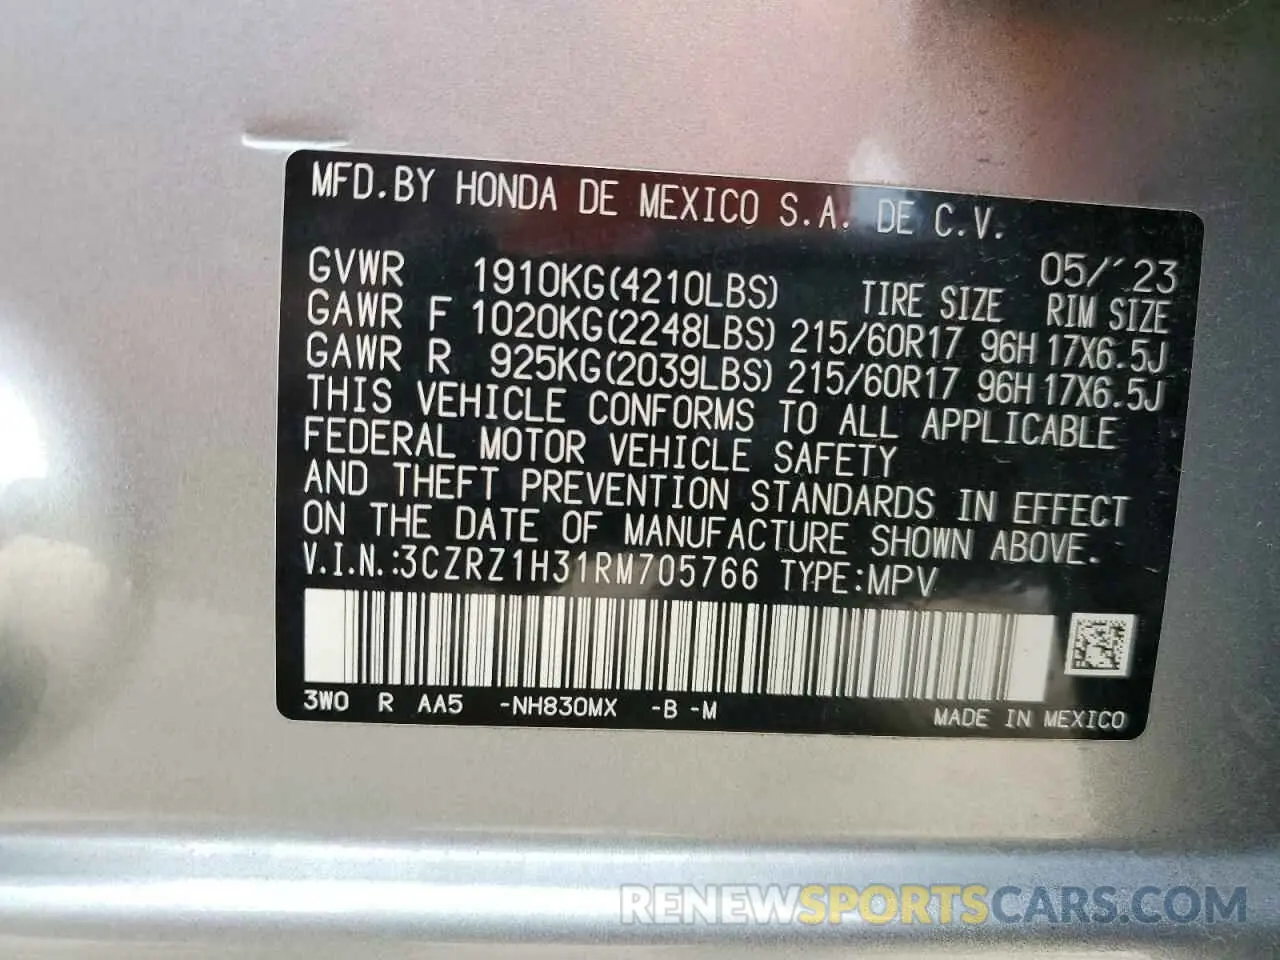 MFD.BY HONDA DE MEXICO S.A. DE C.V.
05/'23
GVWR 1910KG(4210LBS) TIRE SIZE RIM SIZE
GAWR F 1020KG(2248LBS) 215/60R17 96H 17X6.5J
GAWR R 925KG(2039LBS) 215/60R17 96H 17X6.5J
THIS VEHICLE CONFORMS TO ALL APPLICABLE
FEDERAL MOTOR VEHICLE SAFETY
AND THEFT PREVENTION STANDARDS IN EFFECT
ON THE DATE OF MANUFACTURE SHOWN ABOVE.
V.I.N.:3CZRZ1H31RM705766 TYPE:MPV
3W0 R AA5 -NH830MX -B -M MADE IN MEXICO
RENEWSPORTSCARS.COM